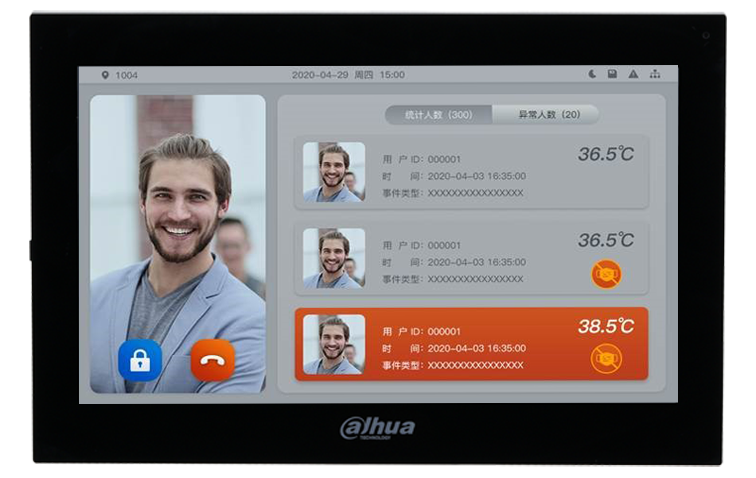 1004
2020-04-29 周四 15:00
统计人数 (300) 异常人数 (20)
用 户 ID: 000001
36.5℃
时 间: 2020-04-03 16:35:00
事件类型: XXXXXXXXXXXXXXXX
用 户 ID: 000001
36.5℃
时 间: 2020-04-03 16:35:00
事件类型: XXXXXXXXXXXXXXXX
用 户 ID: 000001
38.5℃
时 间: 2020-04-03 16:35:00
事件类型: XXXXXXXXXXXXXXXX
alhua
TECHNOLOGY